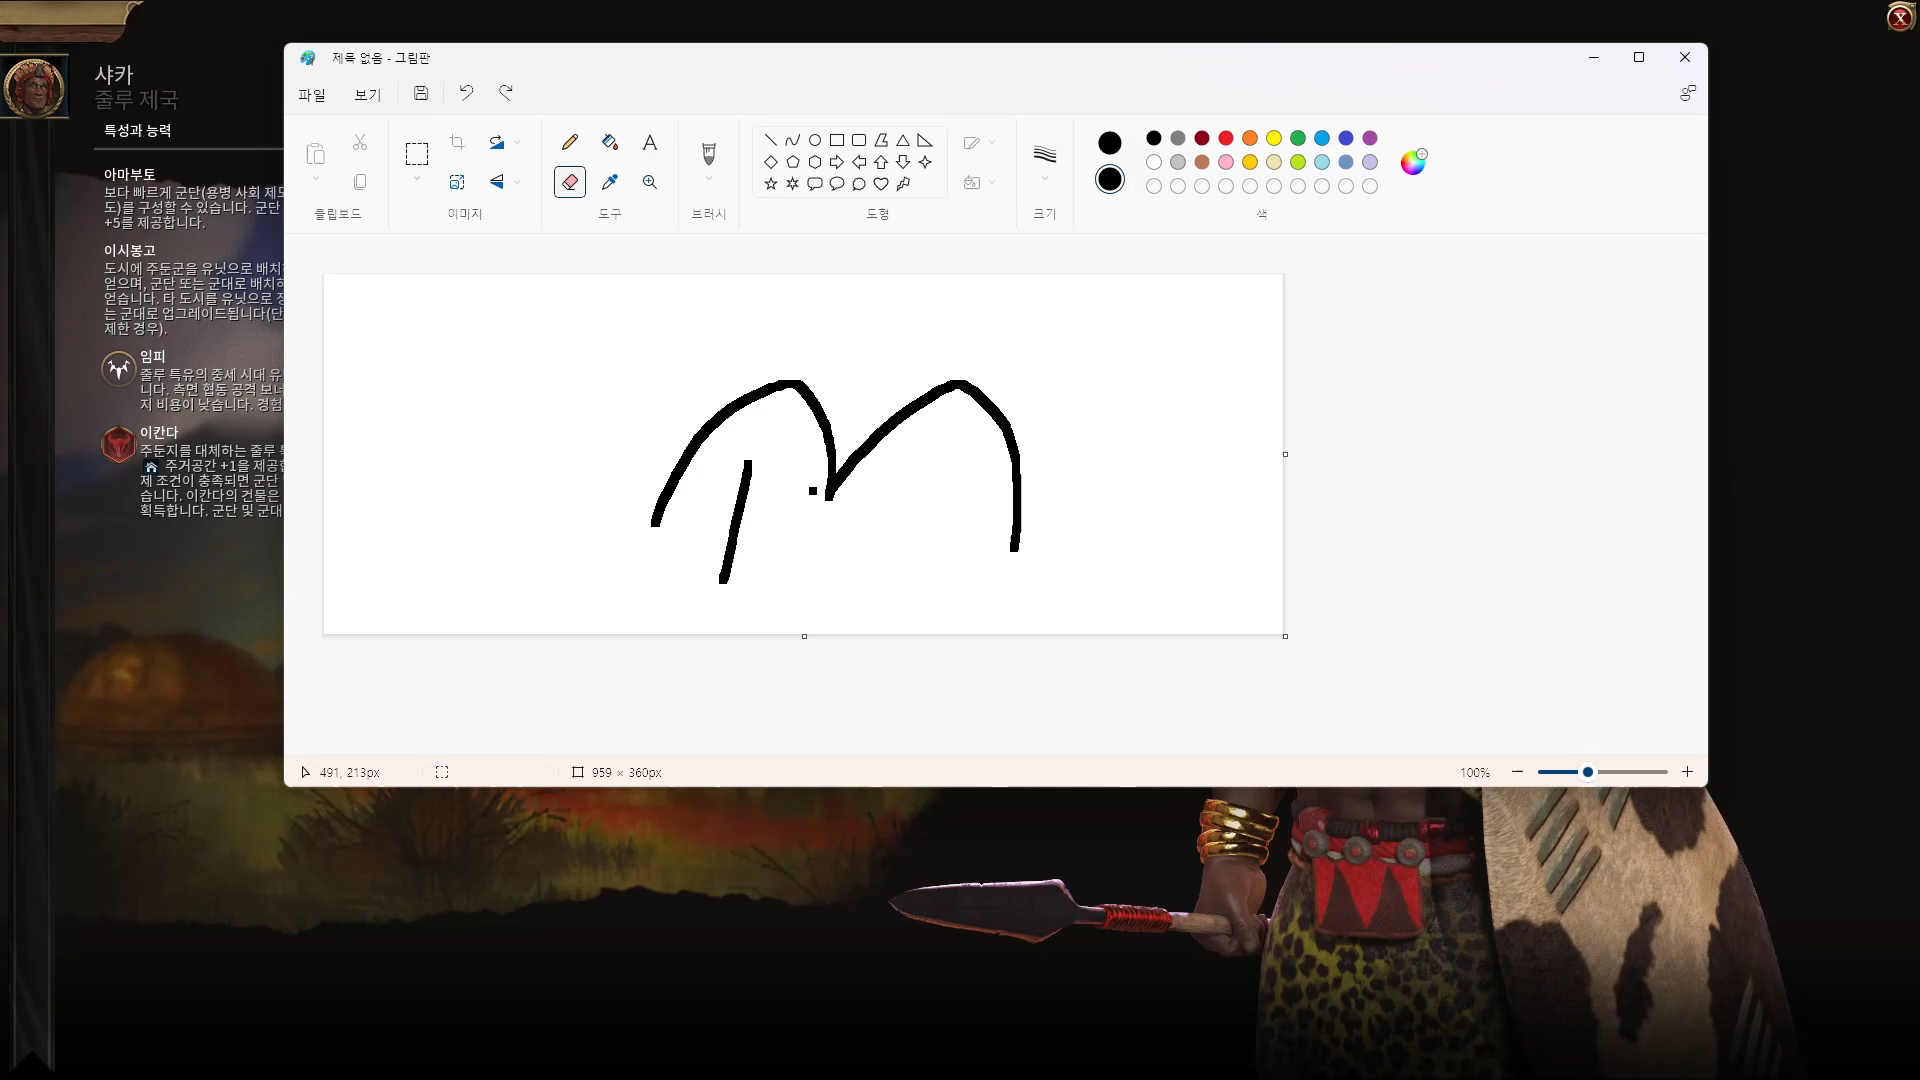 샤카
줄루 제국
특성과 능력
아마부토
보다 빠르게 군단(용병 사회 제도
도)를 구성할 수 있습니다. 군단
+5를 제공합니다.
이시봉고
도시에 주둔군을 유닛으로 배치
얻으며, 군단 또는 군대로 배치하
얻습니다. 타 도시를 유닛으로 정
는 군대로 업그레이드됩니다(단
제한 경우).
임피
줄루 특유의 중세 시대 유
니다. 측면 협동 공격 보너
지 비용이 낮습니다. 경험
이칸다
주둔지를 대체하는 줄루
주거공간 +1을 제공합
제 조건이 충족되면 군단
습니다. 이칸다의 건물은
획득합니다. 군단 및 군대
제목 없음 - 그림판
파일 보기
클립보드 이미지 도구 브러시 도형 크기 색
491, 213px 959 × 360px 100%
X